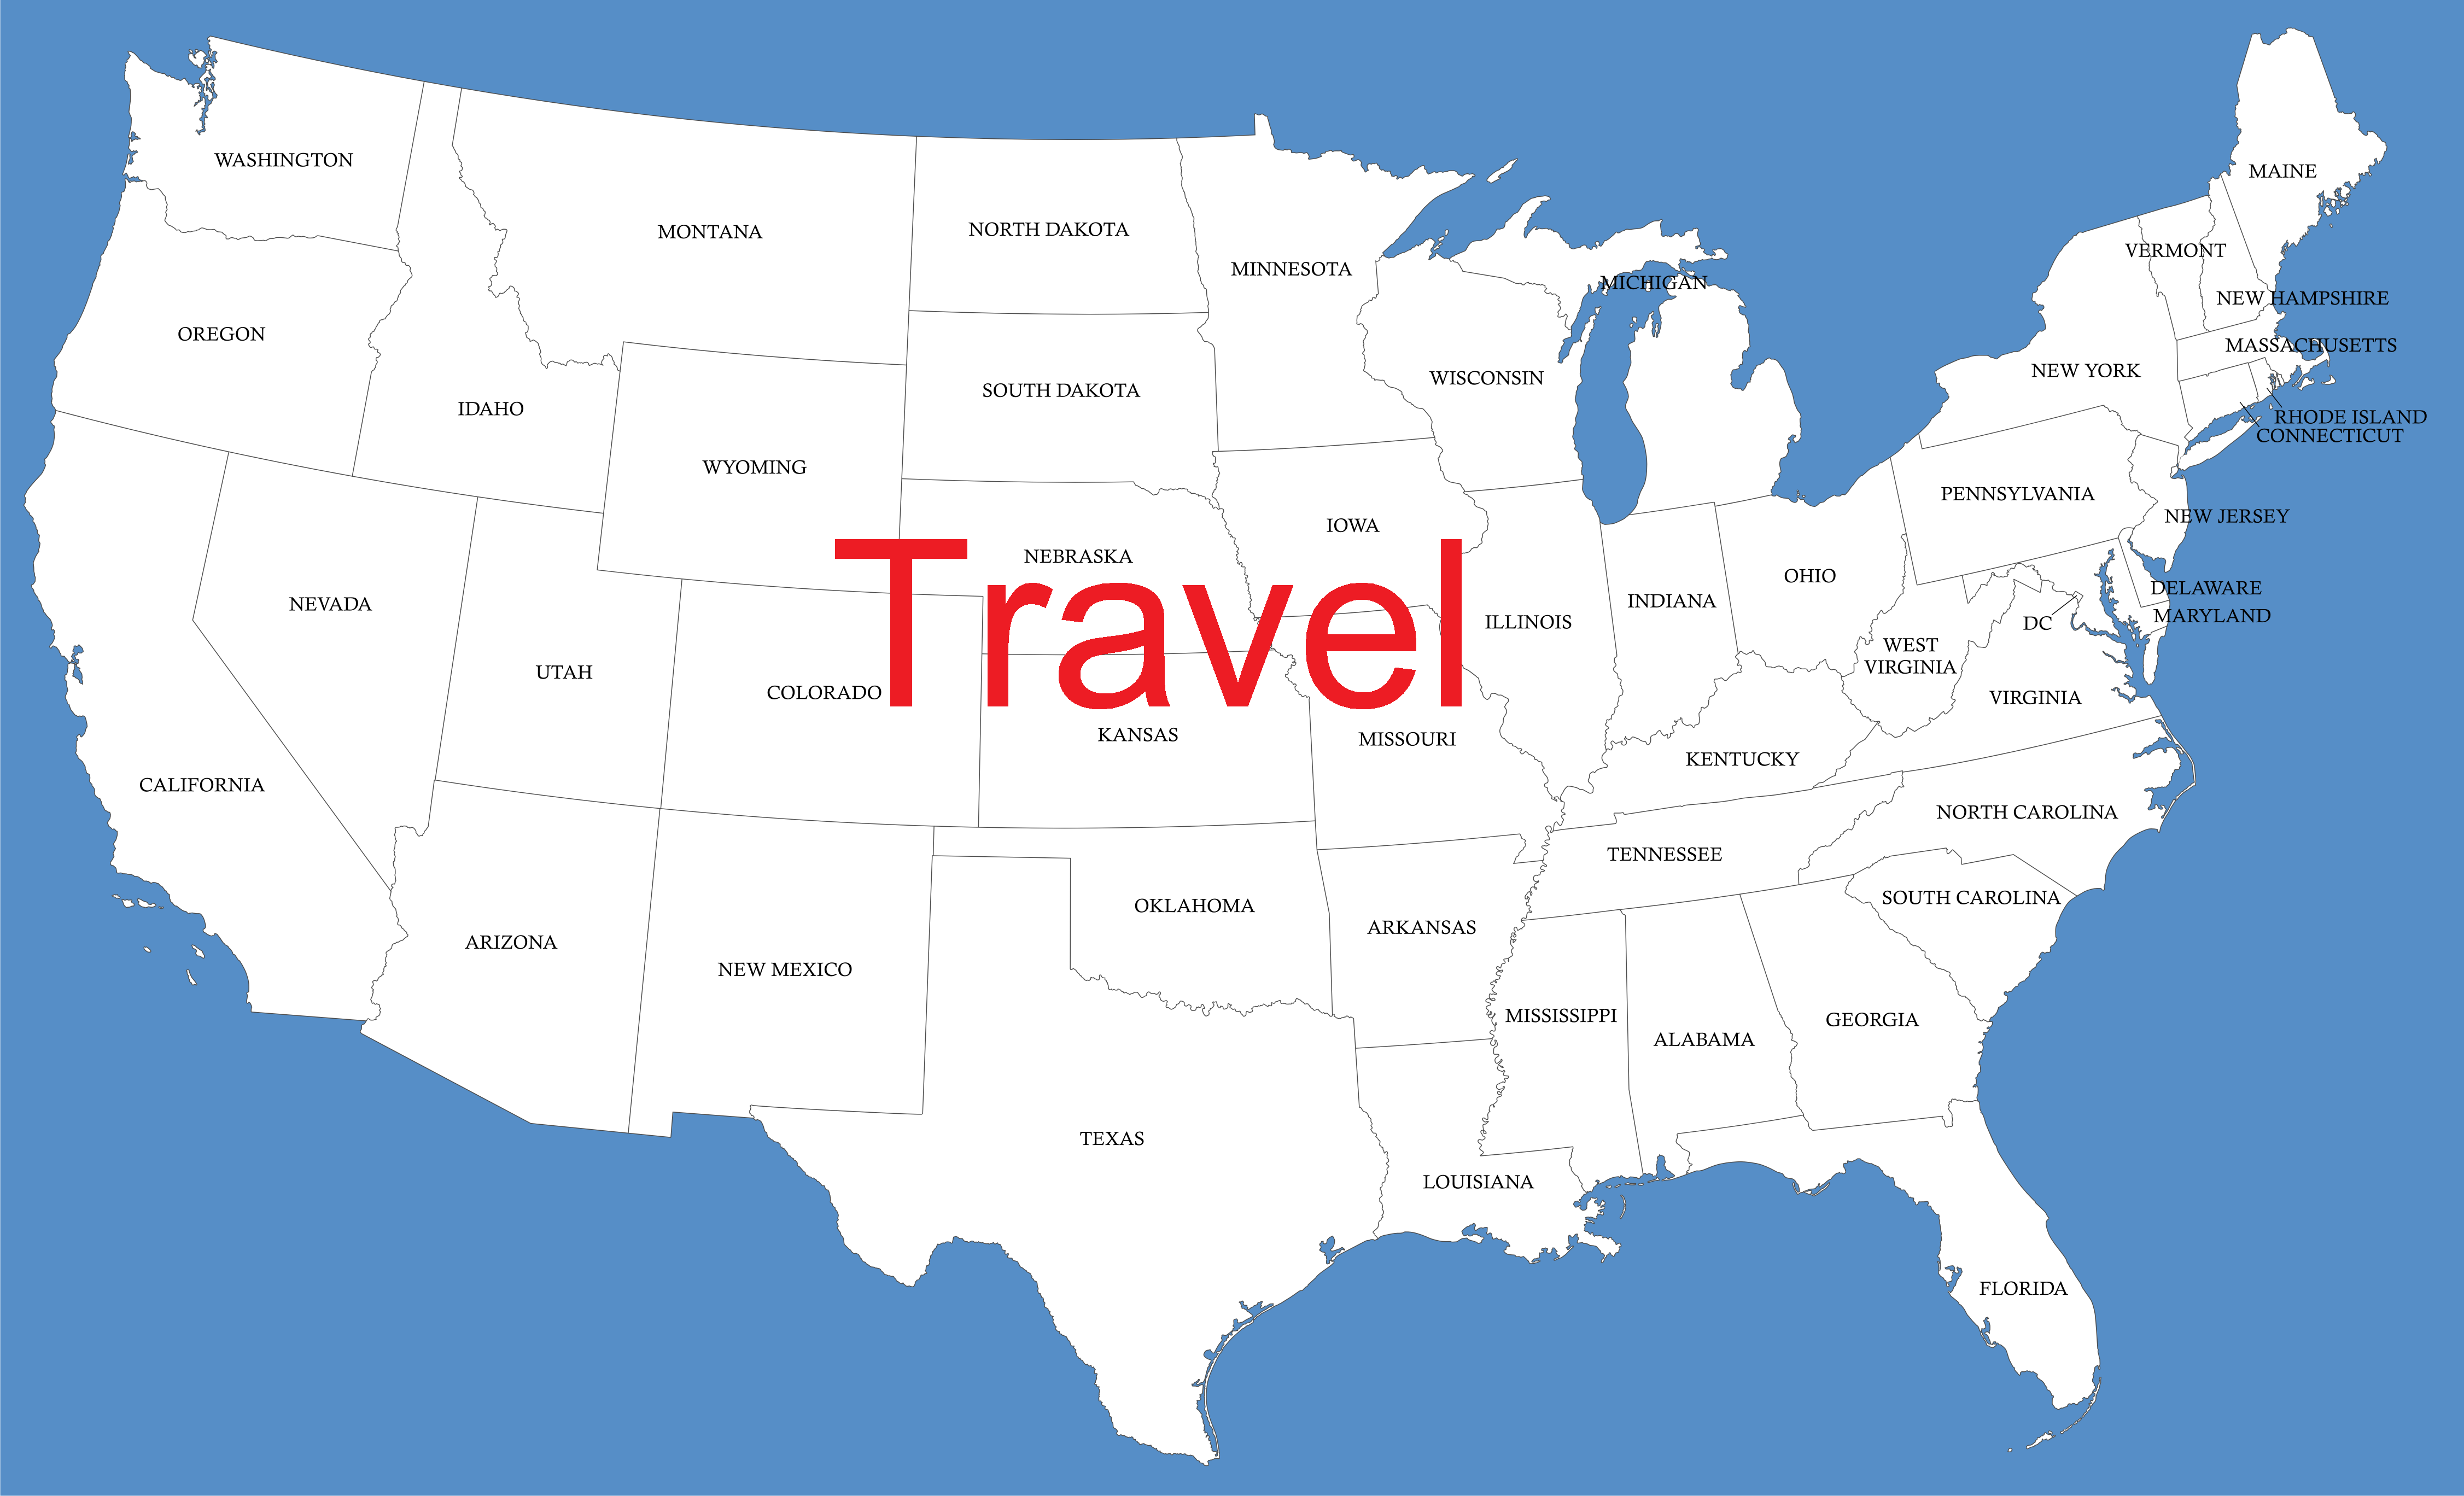 WASHINGTON
MAINE
MONTANA
NORTH DAKOTA
VERMONT
MINNESOTA
MICHIGAN
NEW HAMPSHIRE
OREGON
MASSACHUSETTS
NEW YORK
WISCONSIN
SOUTH DAKOTA
IDAHO
RHODE ISLAND
CONNECTICUT
WYOMING
PENNSYLVANIA
NEW JERSEY
IOWA
NEBRASKA
Travel
OHIO
DELAWARE
INDIANA
NEVADA
MARYLAND
ILLINOIS
DC
WEST
VIRGINIA
UTAH
COLORADO
VIRGINIA
KANSAS
MISSOURI
KENTUCKY
CALIFORNIA
NORTH CAROLINA
TENNESSEE
SOUTH CAROLINA
OKLAHOMA
ARKANSAS
ARIZONA
NEW MEXICO
MISSISSIPPI
GEORGIA
ALABAMA
TEXAS
LOUISIANA
FLORIDA